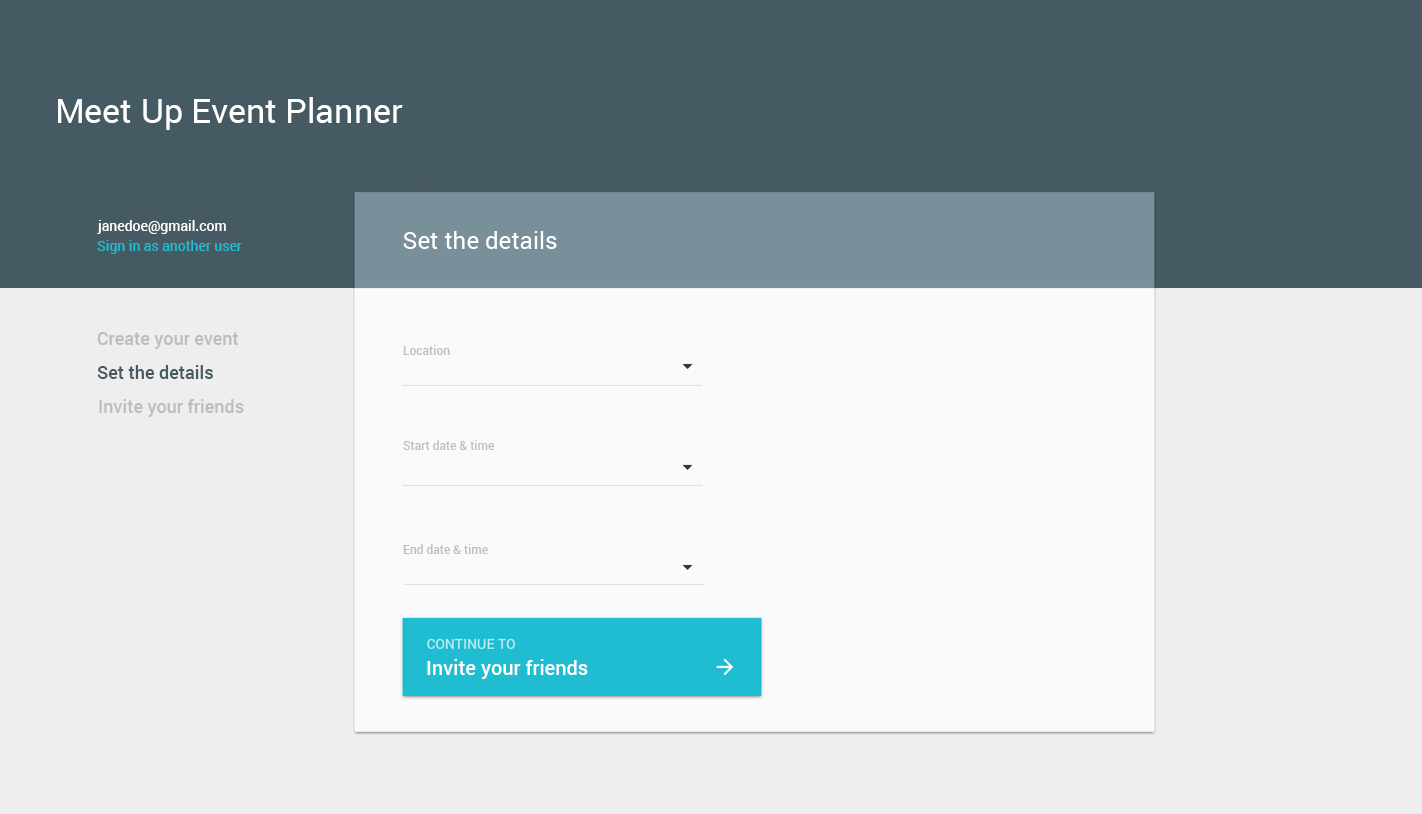 Meet Up Event Planner
janedoe@gmail.com
Sign in as another user
Create your event
Set the details
Invite your friends
Set the details
Location
Start date & time
End date & time
CONTINUE TO
Invite your friends